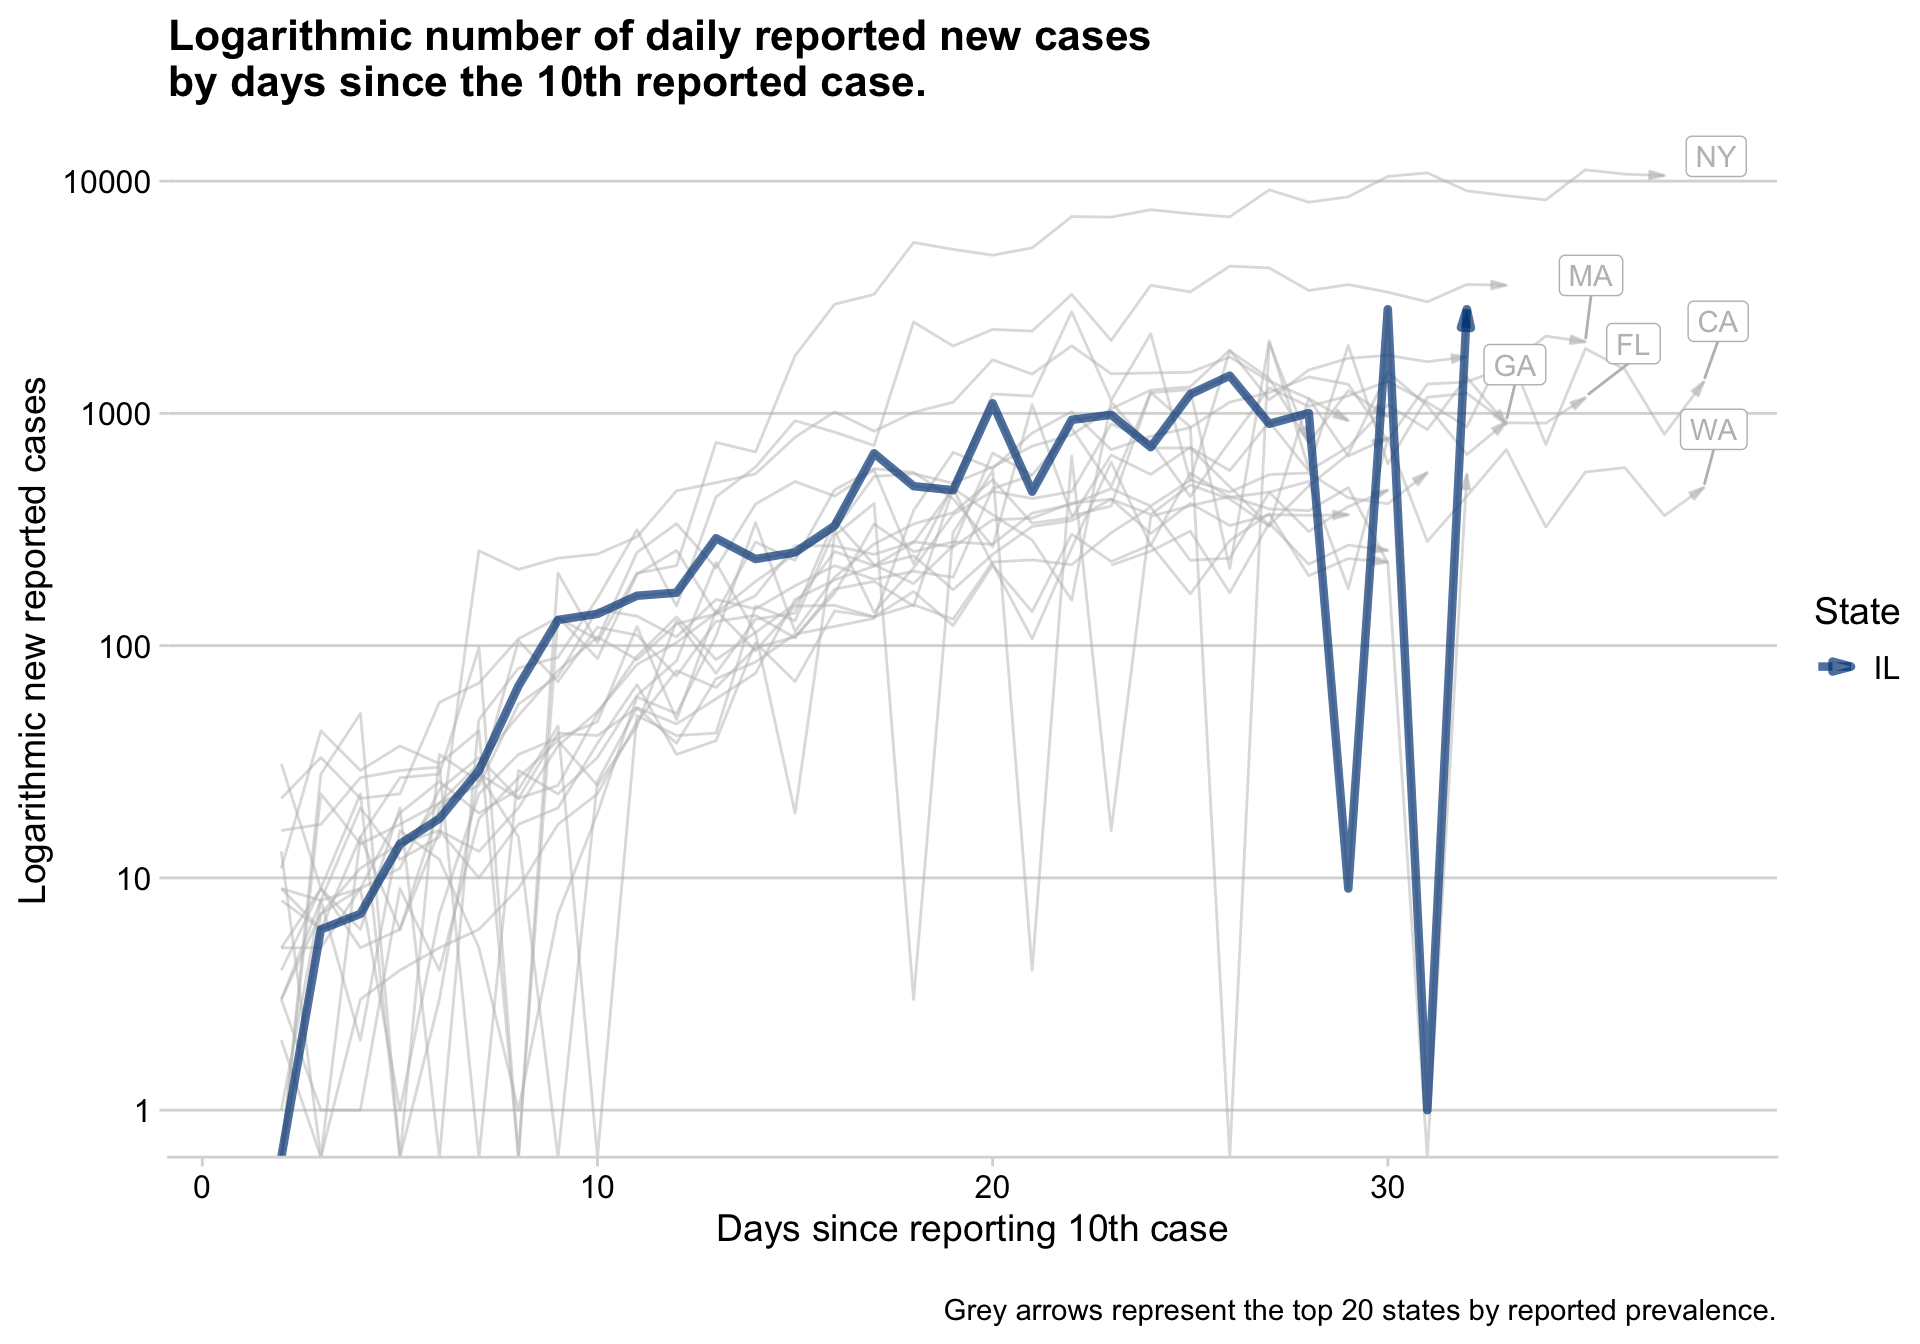 Logarithmic number of daily reported new cases
by days since the 10th reported case.
Logarithmic new reported cases
10000
1000
100
10
1
NY
MA
CA
FL
GA
WA
State
IL
0
10
20
30
Days since reporting 10th case
Grey arrows represent the top 20 states by reported prevalence.